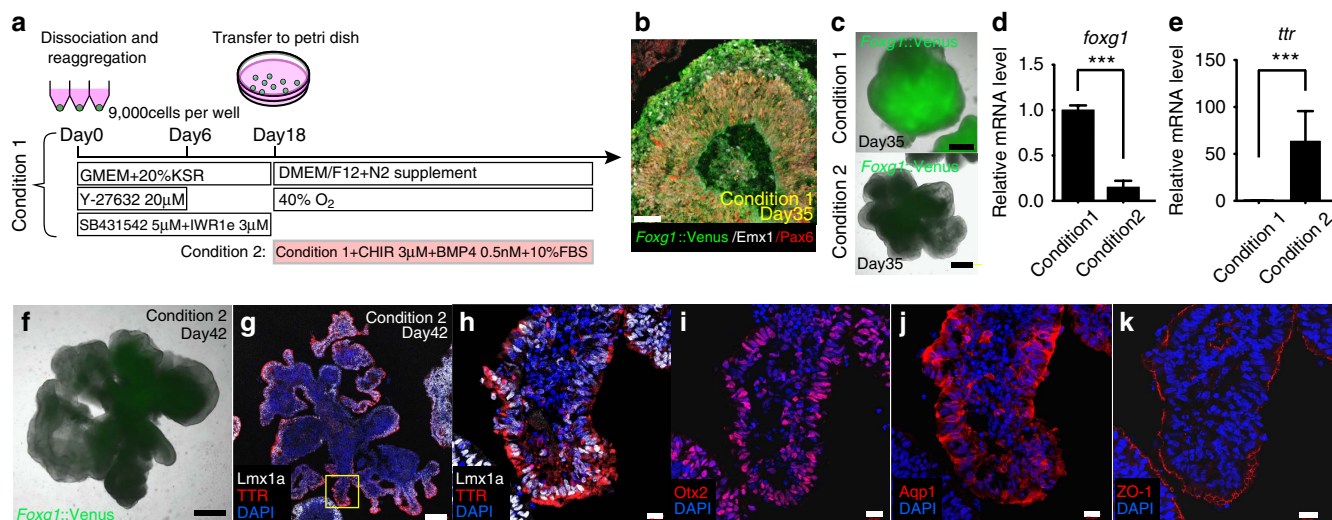 a
Dissociation and
reaggregation
Transfer to petri dish
9,000cells per well
Day0
Day6
Day18
Condition 1
GMEM+20%KSR
DMEM/F12+N2 supplement
Y-27632 20μM
40% O2
SB431542 5μM+IWR1e 3μM
Condition 2:
Condition 1+CHIR 3μM+BMP4 0.5nM+10%FBS
b
Condition 1
Day35
Foxg1::Venus /Emx1 /Pax6
c
Condition 1
Foxg1::Venus
Day35
Condition 2
Foxg1::Venus
Day35
d
foxg1
***
Relative mRNA level
1.5
1.0
0.5
0.0
Condition1
Condition2
e
ttr
***
Relative mRNA level
150
100
50
0
Condition 1
Condition 2
f
Condition 2
Day42
Foxg1::Venus
g
Condition 2
Day42
Lmx1a
TTR
DAPI
h
Lmx1a
TTR
DAPI
i
Otx2
DAPI
j
Aqp1
DAPI
k
ZO-1
DAPI